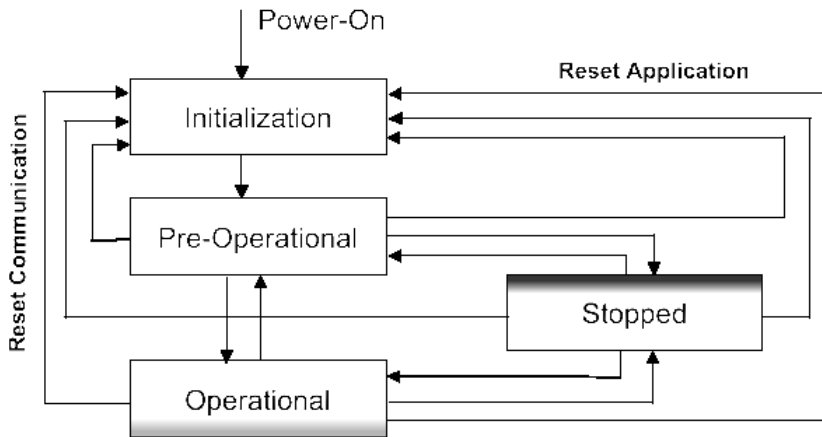 Power-On
Reset Application
Initialization
Reset Communication
Pre-Operational
Stopped
Operational